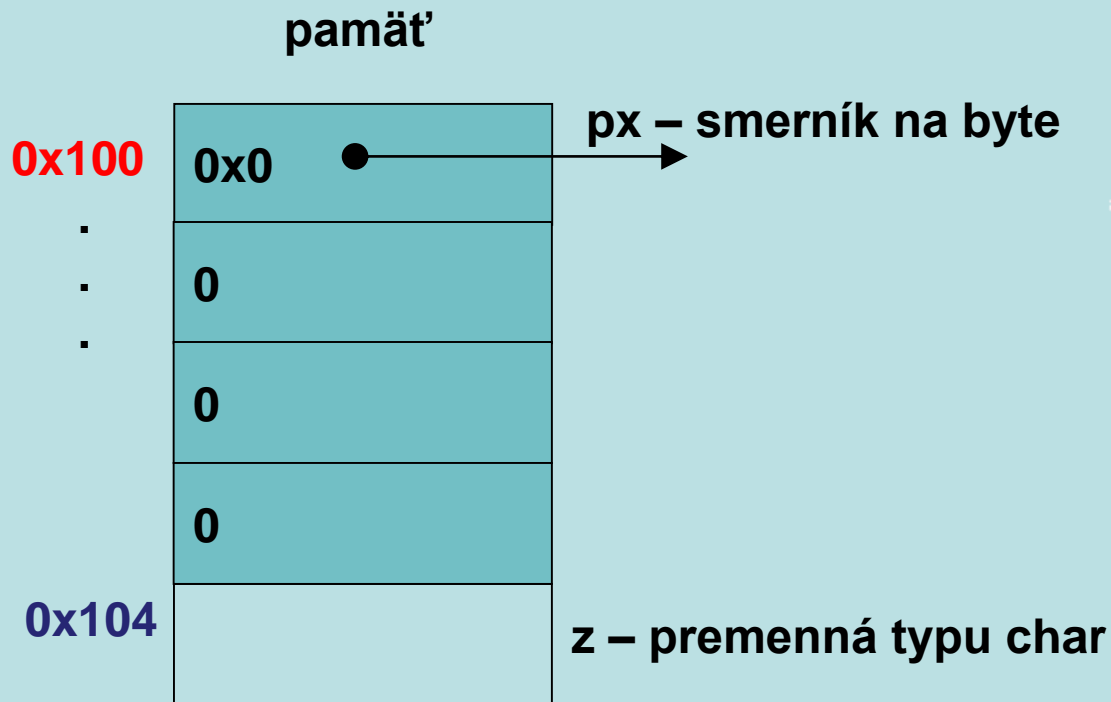 pamäť
px – smerník na byte
0x100
0x0
.
0
.
.
0
0
0x104
z – premenná typu char